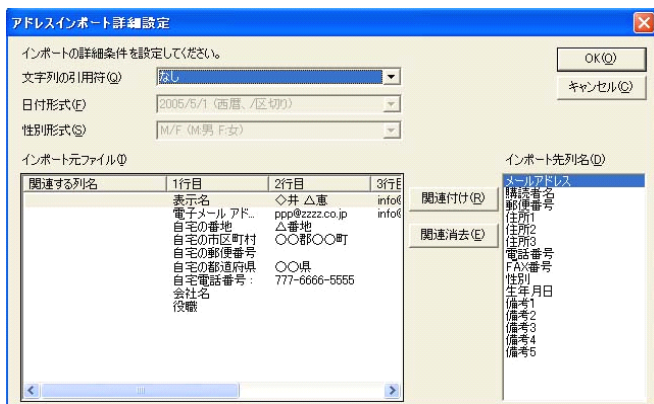 アドレスインポート詳細設定
インポートの詳細条件を設定してください。
OK(O)
文字列の引用符(Q) なし
キャンセル(C)
日付形式(F) 2005/5/1 (西暦、/区切り)
性別形式(S) M/F (M:男 F:女)
インポート元ファイル(I) インポート先列名(D)
関連する列名 1行目 2行目 3行目
表示名 ◇井 △恵 info@
電子メール アド... ppp@zzzz.co.jp info@
自宅の番地 △番地
自宅の市区町村 〇〇郡〇〇町
自宅の郵便番号
自宅の都道府県 〇〇県
自宅電話番号 : 777-6666-5555
会社名
役職
関連付け(R)
関連消去(E)
メールアドレス
購読者名
郵便番号
住所1
住所2
住所3
電話番号
FAX番号
性別
生年月日
備考1
備考2
備考3
備考4
備考5